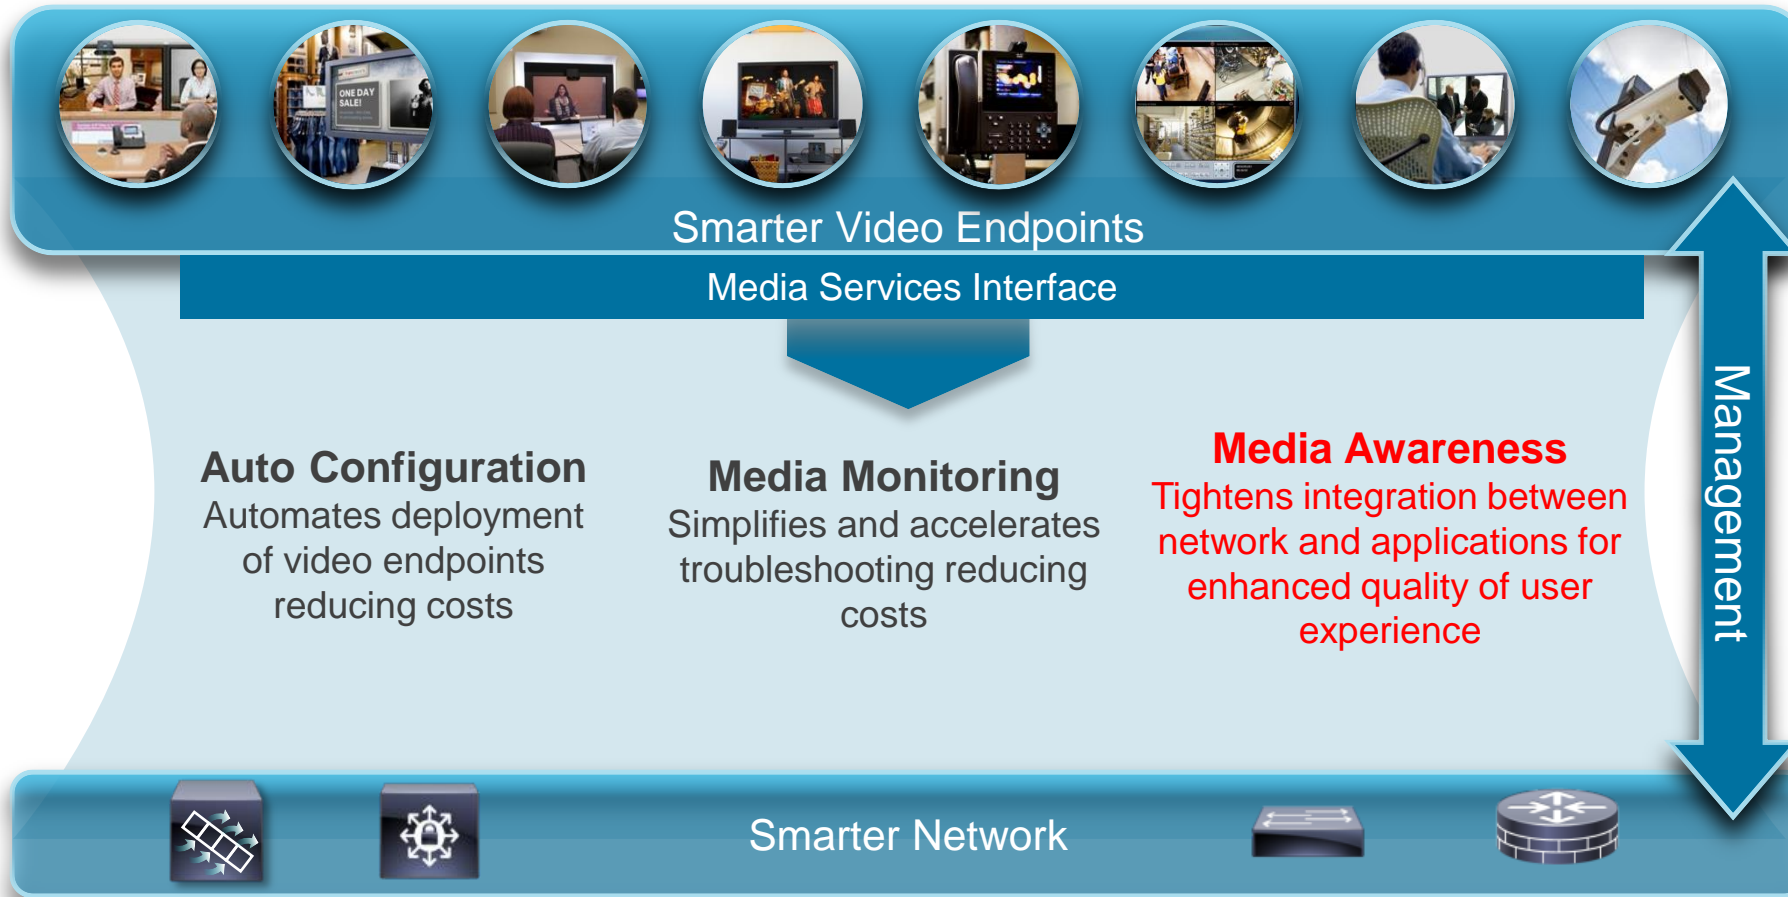 ONE DAY
SALE!
Smarter Video Endpoints
Media Services Interface
Auto Configuration
Automates deployment
of video endpoints
reducing costs
Media Monitoring
Simplifies and accelerates
troubleshooting reducing
costs
Media Awareness
Tightens integration between
network and applications for
enhanced quality of user
experience
Management
Smarter Network